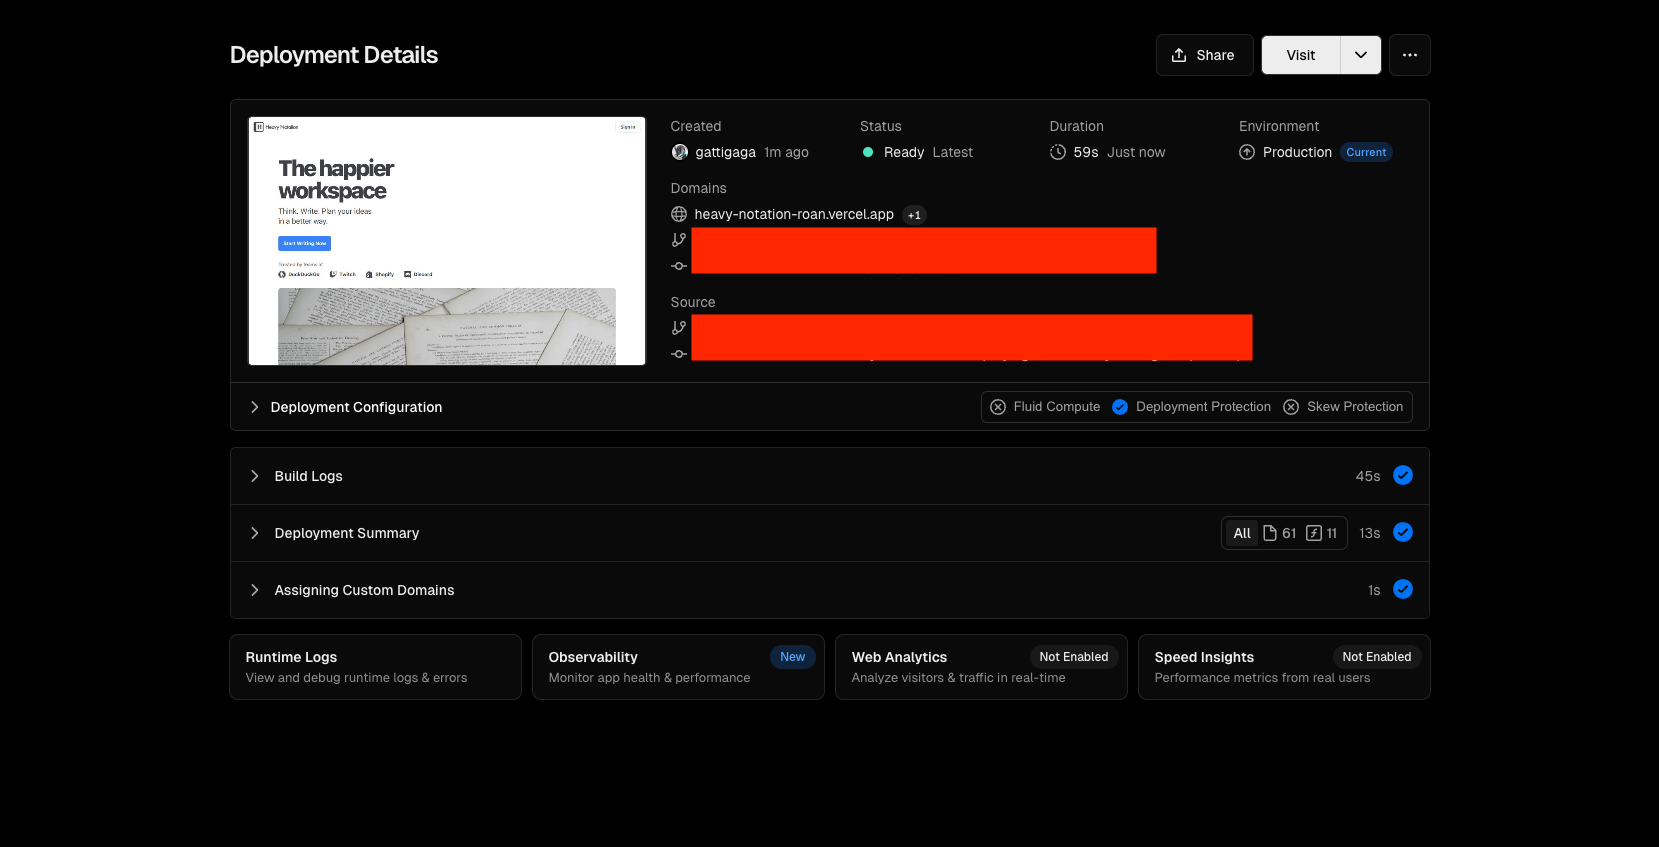 Deployment Details
Share
Visit
Heavy Notation
Sign in
The happier
workspace
Think. Write. Plan your ideas
in a better way.
Start Writing Now
Trusted by teams at
DuckDuckGo Twitch Shopify Discord
Created
gattigaga 1m ago
Status
Ready Latest
Duration
59s Just now
Environment
Production Current
Domains
heavy-notation-roan.vercel.app +1
Source
Deployment Configuration
Fluid Compute Deployment Protection Skew Protection
Build Logs 45s
Deployment Summary All 61 11 13s
Assigning Custom Domains 1s
Runtime Logs
View and debug runtime logs & errors
Observability New
Monitor app health & performance
Web Analytics Not Enabled
Analyze visitors & traffic in real-time
Speed Insights Not Enabled
Performance metrics from real users